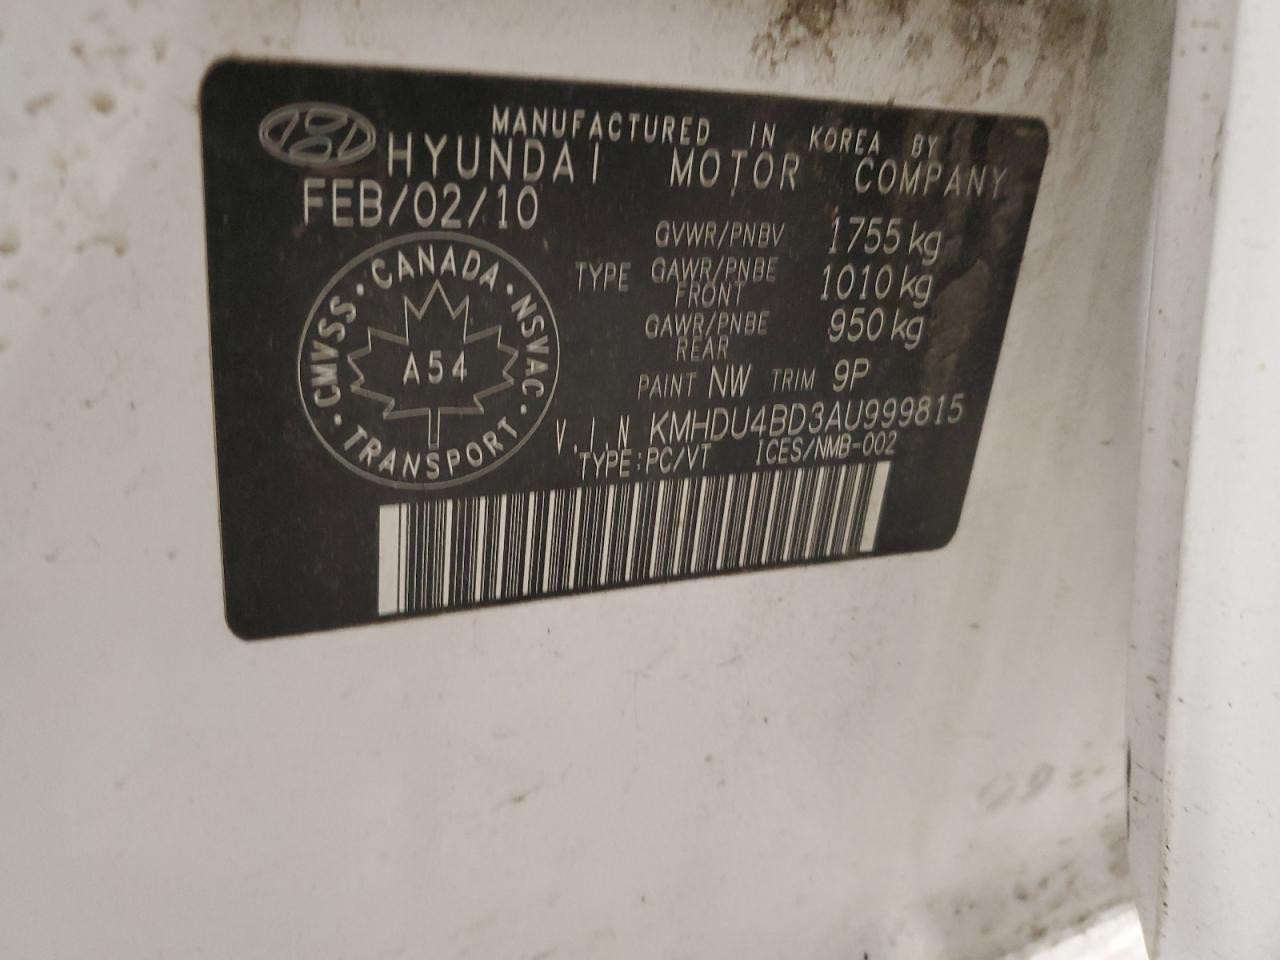 MANUFACTURED IN KOREA BY
HYUNDAI MOTOR COMPANY
FEB/02/10
GVWR/PNBV 1755 kg
TYPE GAWR/PNBE FRONT 1010 kg
GAWR/PNBE REAR 950 kg
PAINT NW TRIM 9P
V.I.N KMHDU4BD3AU999815
TYPE:PC/VT ICES/NMB-002
CMVSS · CANADA · NSVAC · TRANSPORT ·
A54